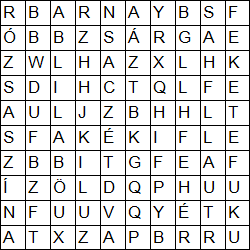 R B A R N A Y B S F
Ó B B Z S Á R G A E
Z W L H A Z X L H K
S D I H C T Q L F E
A U L J Z B H H L T
S F A K É K I F L E
Z B B I T G F E A F
Í Z Ö L D Q P H U U
N F U U V Q Y É T K
A T X Z A P B R R U